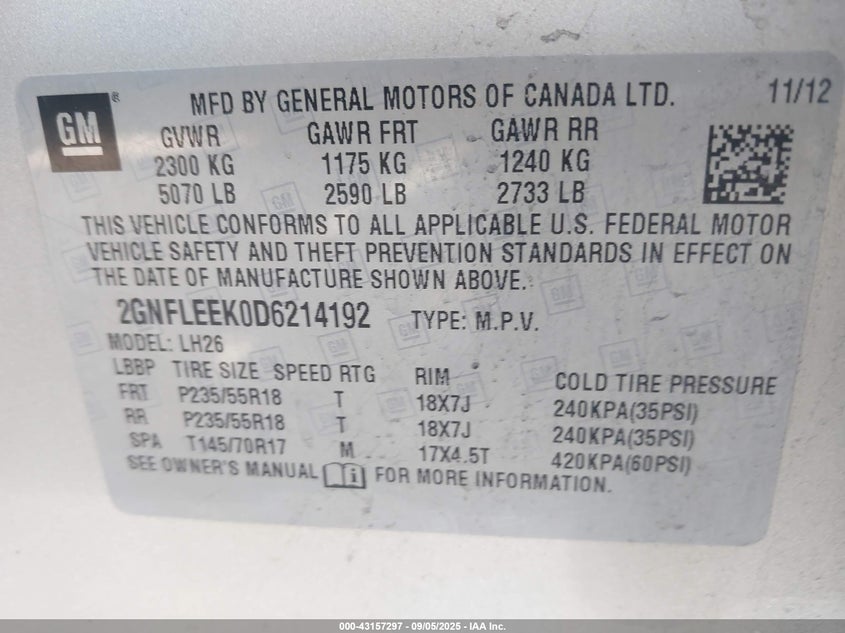 GM ® MFD BY GENERAL MOTORS OF CANADA LTD. 11/12
GVWR GAWR FRT GAWR RR
2300 KG 1175 KG 1240 KG
5070 LB 2590 LB 2733 LB
THIS VEHICLE CONFORMS TO ALL APPLICABLE U.S. FEDERAL MOTOR
VEHICLE SAFETY AND THEFT PREVENTION STANDARDS IN EFFECT ON
THE DATE OF MANUFACTURE SHOWN ABOVE.
2GNFLEEK0D6214192 TYPE: M.P.V.
MODEL: LH26
LBBP TIRE SIZE SPEED RTG RIM COLD TIRE PRESSURE
FRT P235/55R18 T 18X7J 240KPA(35PSI)
RR P235/55R18 T 18X7J 240KPA(35PSI)
SPA T145/70R17 M 17X4.5T 420KPA(60PSI)
SEE OWNER'S MANUAL i FOR MORE INFORMATION.
000-43157297 - 09/05/2025 - IAA Inc.